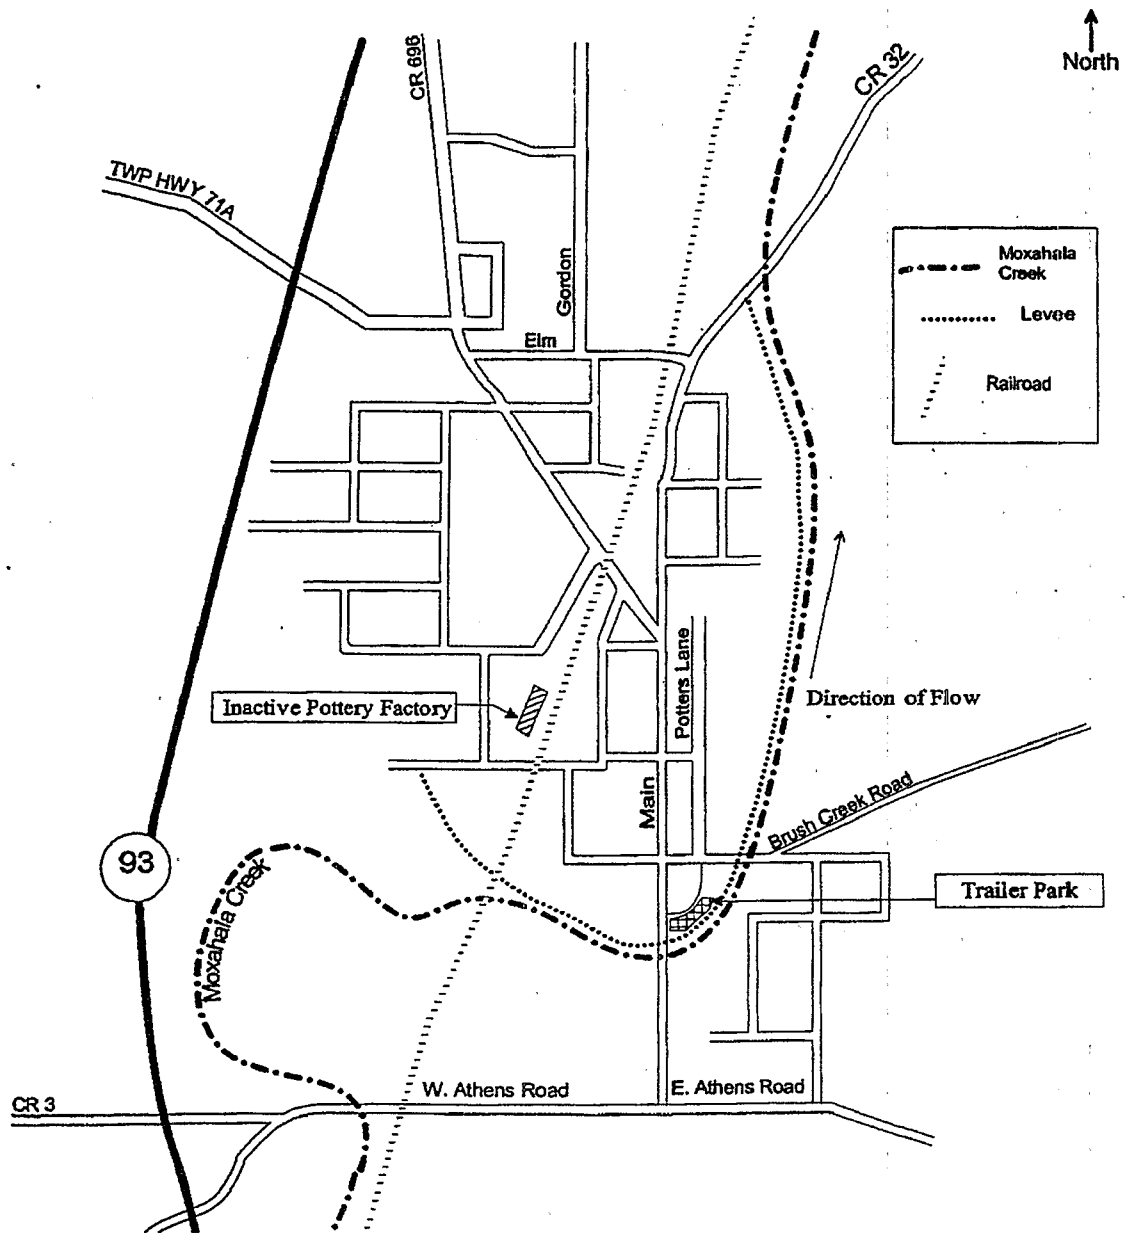 North
CR 696
CR 32
TWP HWY 71A
Gordon
Elm
Moxahala
Creek
Levee
Railroad
Potters Lane
Inactive Pottery Factory
Direction of Flow
Main
Brush Creek Road
93
Moxahala Creek
Trailer Park
W. Athens Road
E. Athens Road
CR 3